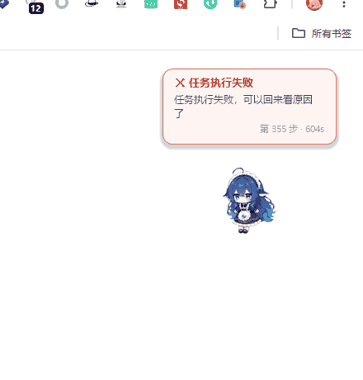 12
所有书签
任务执行失败
任务执行失败，可以回来看原因
了
第 355 步 · 604s